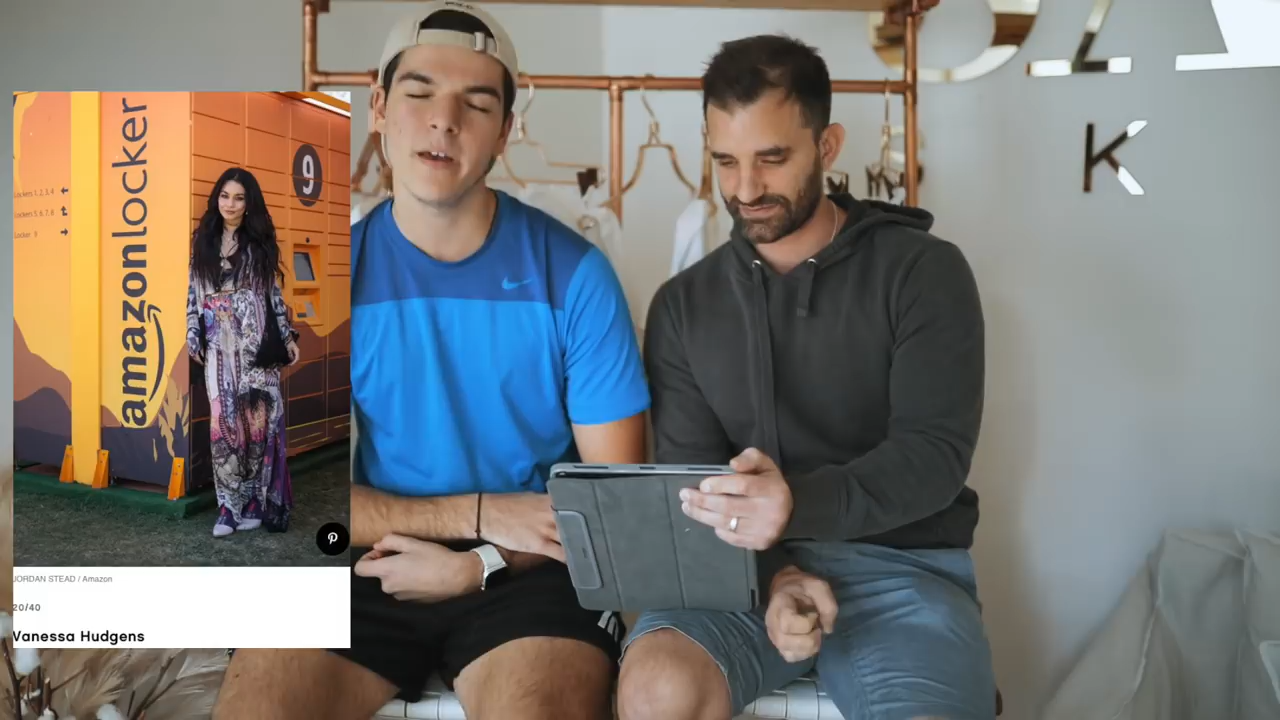 amazonlocker
9
Lockers 1, 2, 3, 4
Lockers 5, 6, 7, 8
Locker 9
JORDAN STEAD / Amazon
20/40
Vanessa Hudgens
K